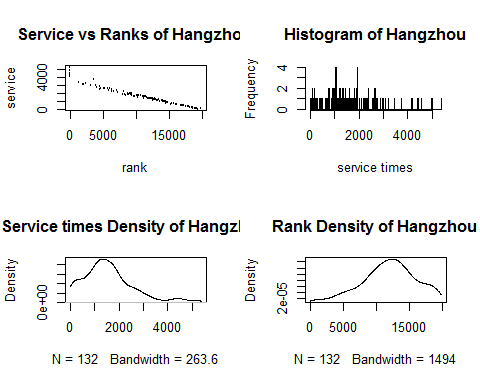 Service vs Ranks of Hangzho
service
4000
0
0
5000
15000
rank
Histogram of Hangzhou
Frequency
4
2
0
0
2000
4000
service times
Service times Density of Hangzl
Density
0e+00
0
2000
4000
N = 132 Bandwidth = 263.6
Rank Density of Hangzhou
Density
2e-05
0
5000
15000
N = 132 Bandwidth = 1494